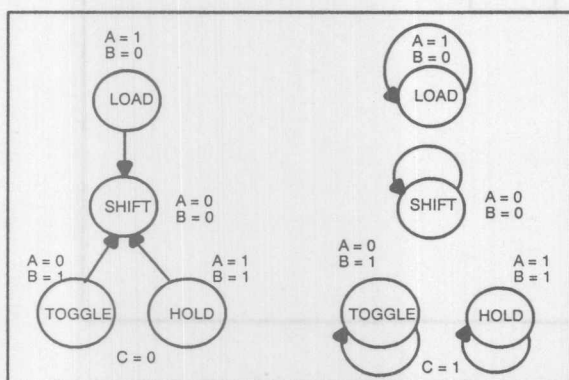 A = 1
B = 0
LOAD
SHIFT
A = 0
B = 0
A = 0
B = 1
A = 1
B = 1
TOGGLE
HOLD
C = 0
A = 1
B = 0
LOAD
SHIFT
A = 0
B = 0
A = 0
B = 1
A = 1
B = 1
TOGGLE
HOLD
C = 1